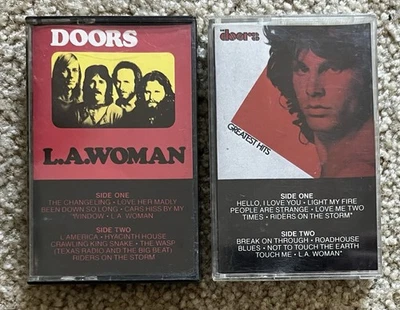 DOORS
L.A.WOMAN
SIDE ONE
THE CHANGELING • LOVE HER MADLY
BEEN DOWN SO LONG • CARS HISS BY MY
WINDOW • L.A. WOMAN
SIDE TWO
L'AMERICA • HYACINTH HOUSE
CRAWLING KING SNAKE • THE WASP
(TEXAS RADIO AND THE BIG BEAT)
RIDERS ON THE STORM
the doors
GREATEST HITS
SIDE ONE
HELLO, I LOVE YOU • LIGHT MY FIRE
PEOPLE ARE STRANGE • LOVE ME TWO
TIMES • RIDERS ON THE STORM*
SIDE TWO
BREAK ON THROUGH • ROADHOUSE
BLUES • NOT TO TOUCH THE EARTH
TOUCH ME • L.A. WOMAN*